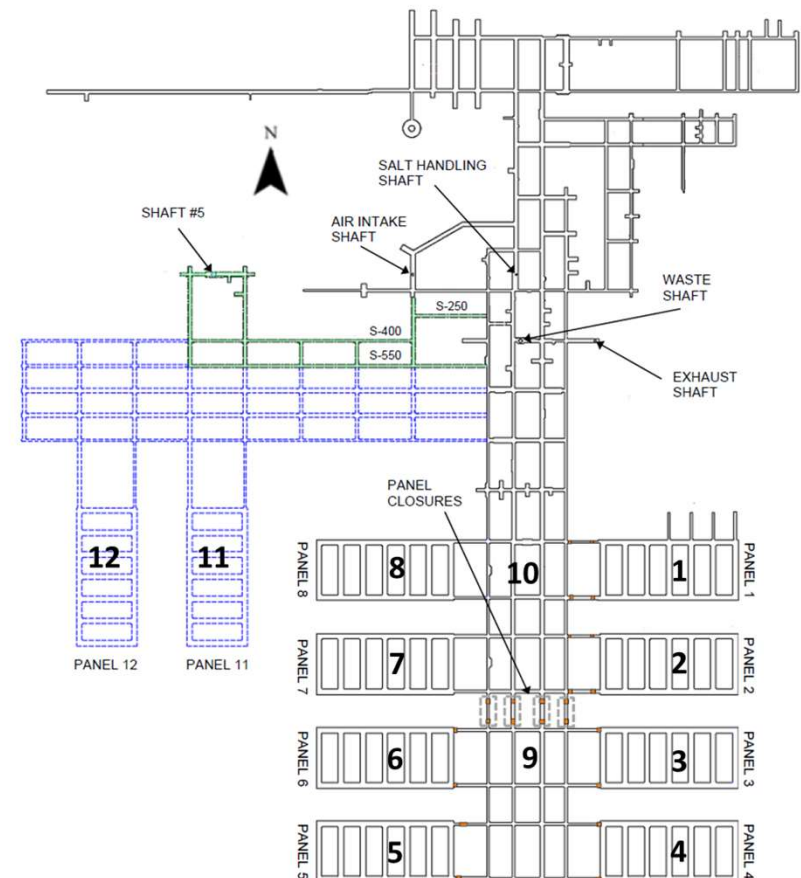 N
SALT HANDLING
SHAFT
SHAFT #5
AIR INTAKE
SHAFT
WASTE
SHAFT
S-250
S-400
S-550
EXHAUST
SHAFT
PANEL
CLOSURES
12
11
PANEL 12
PANEL 11
PANEL 8
8
10
1
PANEL 1
PANEL 7
7
2
PANEL 2
PANEL 6
6
9
3
PANEL 3
PANEL 5
5
4
PANEL 4